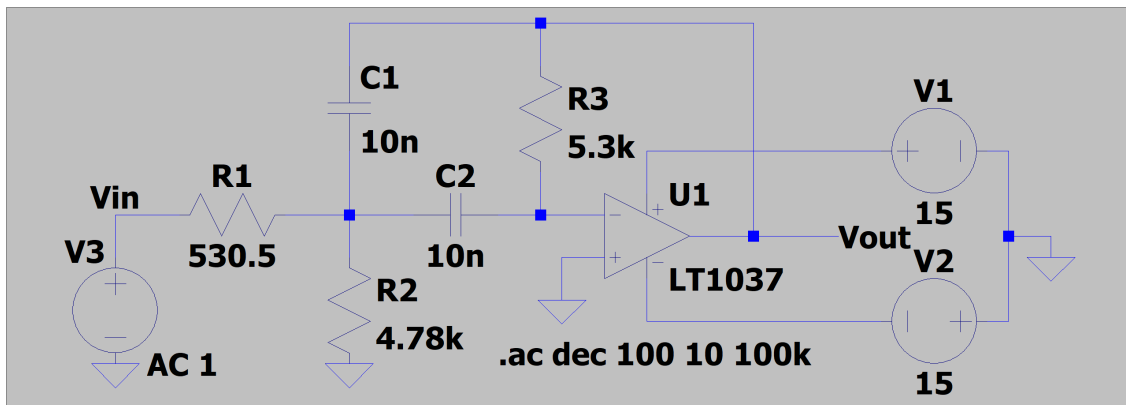 C1
10n
R3
5.3k
V1
15
Vin
R1
530.5
C2
10n
U1
LT1037
Vout
V3
AC 1
R2
4.78k
V2
15
.ac dec 100 10 100k